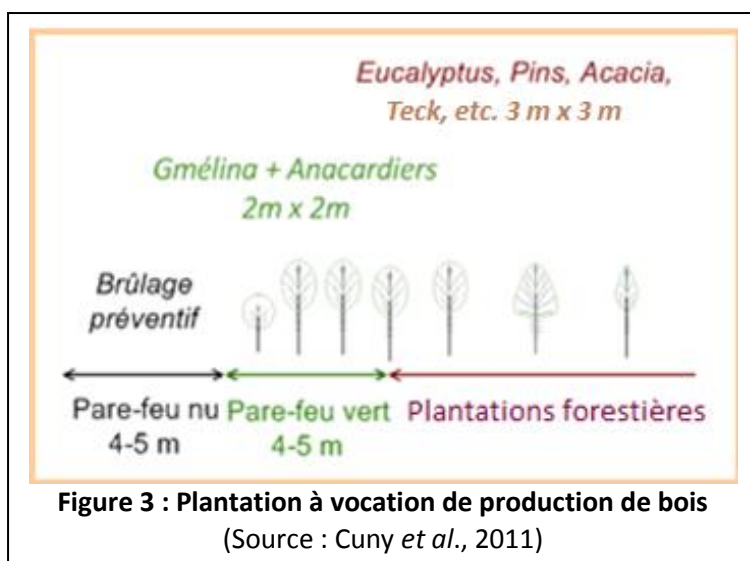 Eucalyptus, Pins, Acacia,
Teck, etc. 3 m x 3 m
Gmélina + Anacardiers
2m x 2m
Brûlage
préventif
Pare-feu nu Pare-feu vert Plantations forestières
4-5 m 4-5 m
Figure 3 : Plantation à vocation de production de bois
(Source : Cuny et al., 2011)